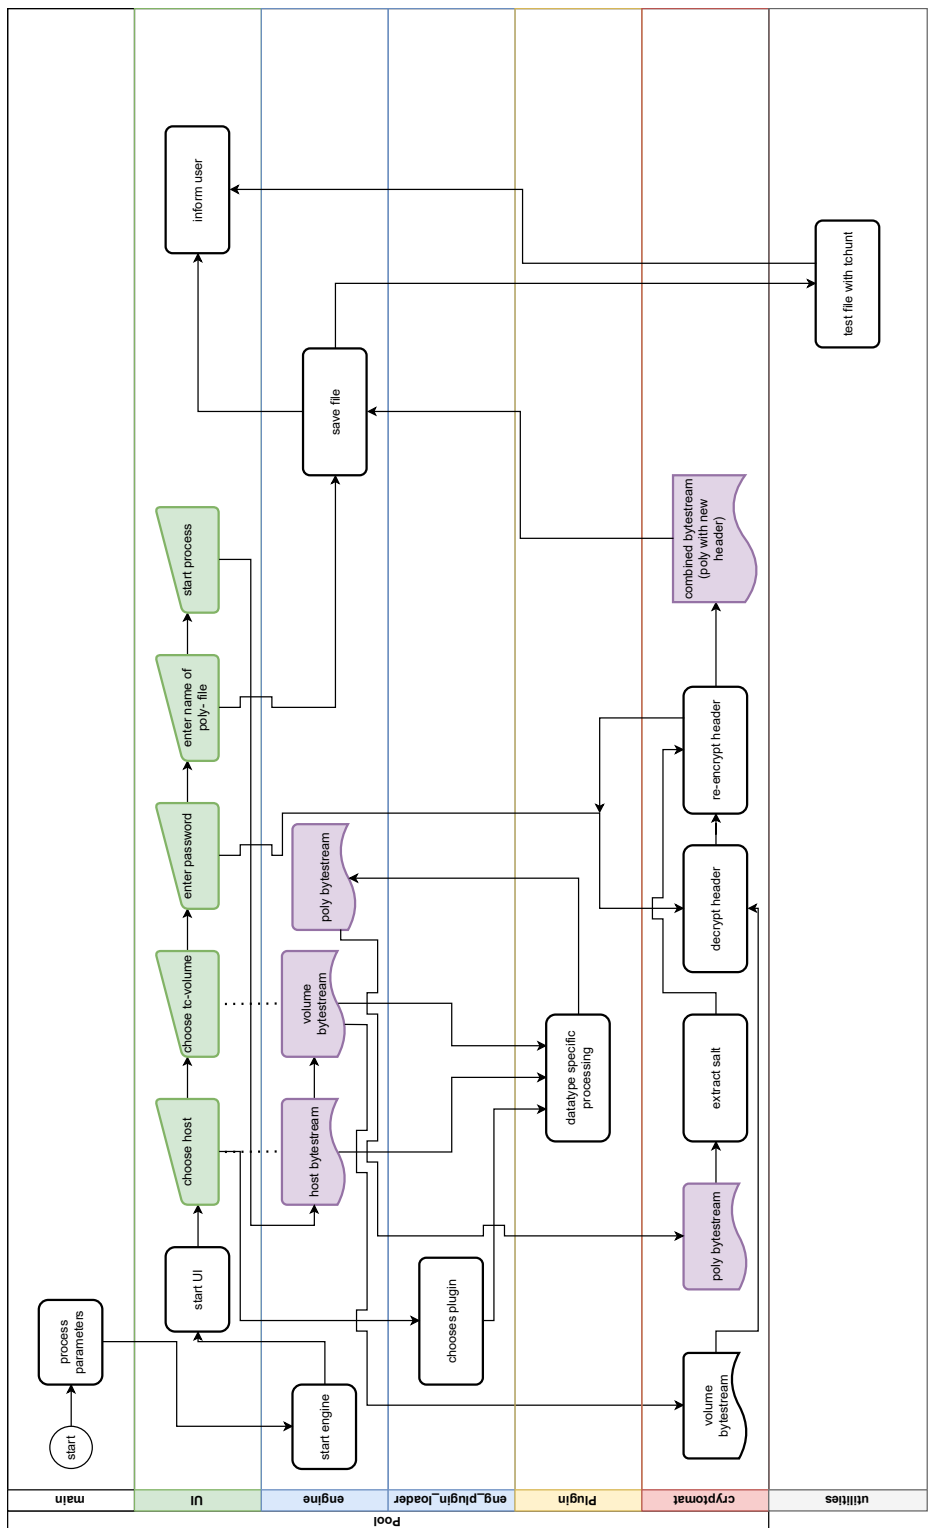 Pool
main
start
process
parameters
UI
start UI
choose host
choose tc-volume
enter password
enter name of
poly- file
start process
inform user
engine
start engine
host bytestream
volume
bytestream
poly bytestream
save file
eng_plugin_loader
chooses plugin
Plugin
datatype specific
processing
cryptomat
volume
bytestream
poly bytestream
extract salt
decrypt header
re-encrypt header
combined bytestream
(poly with new
header)
utilities
test file with tchunt